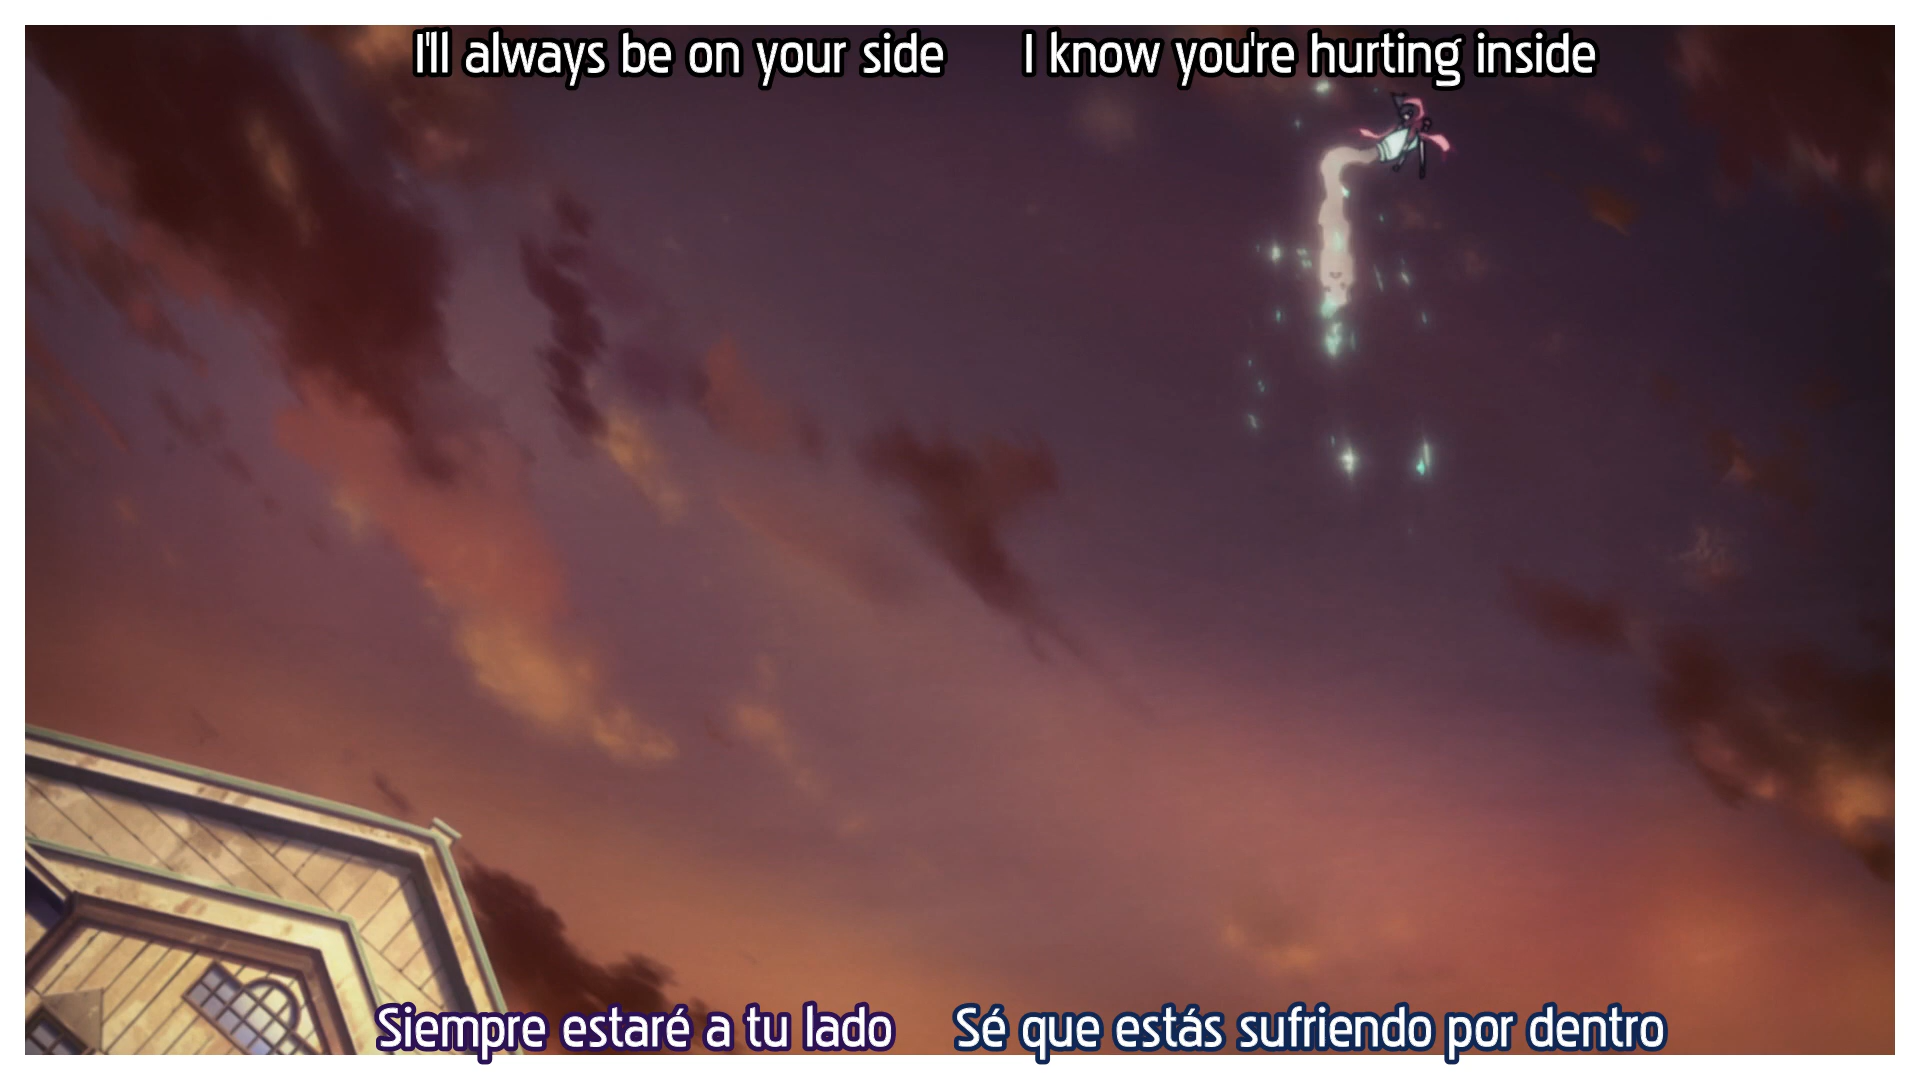 I'll always be on your side I know you're hurting inside
Siempre estaré a tu lado Sé que estás sufriendo por dentro